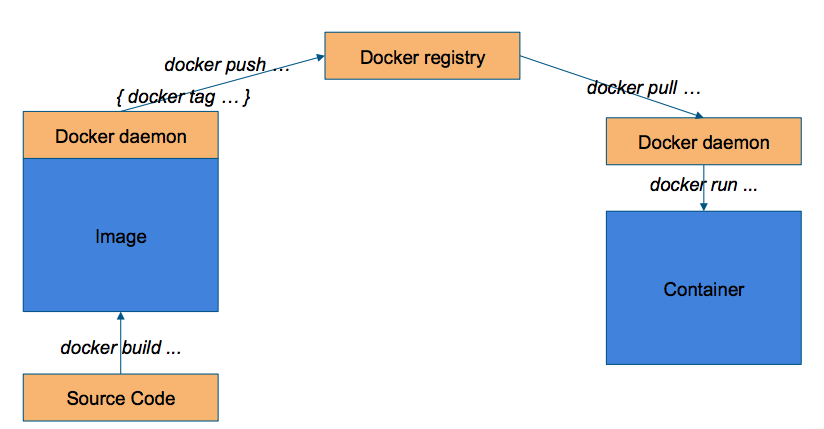 docker push …
Docker registry
{ docker tag … }
docker pull …
Docker daemon
Docker daemon
docker run ...
Image
Container
docker build ...
Source Code